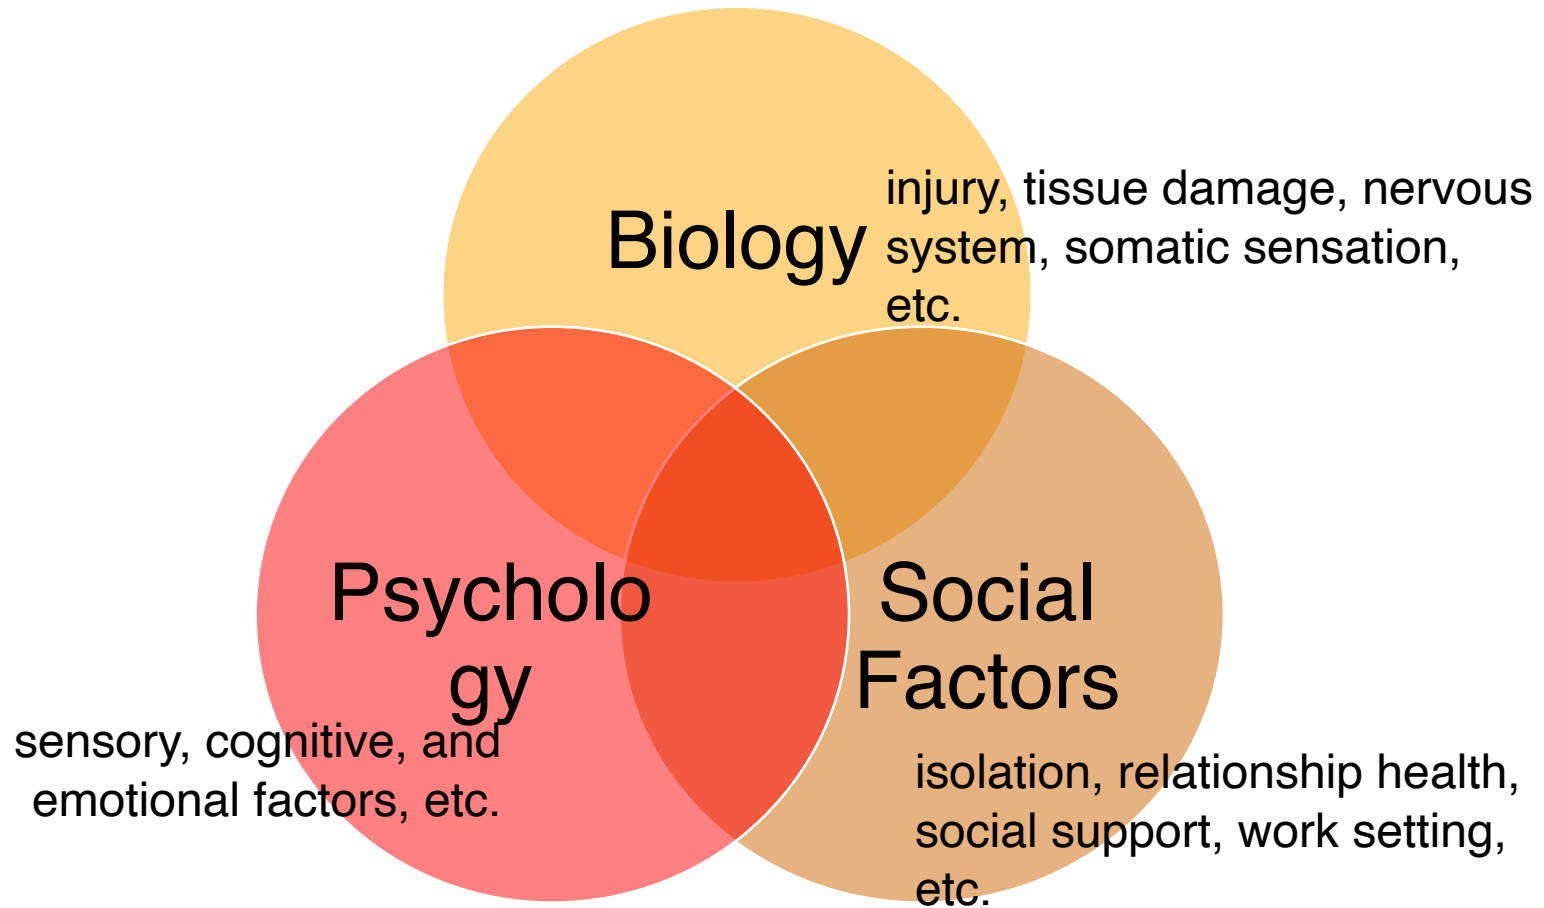 Biology
injury, tissue damage, nervous
system, somatic sensation,
etc.
Psycholo
gy
sensory, cognitive, and
emotional factors, etc.
Social
Factors
isolation, relationship health,
social support, work setting,
etc.